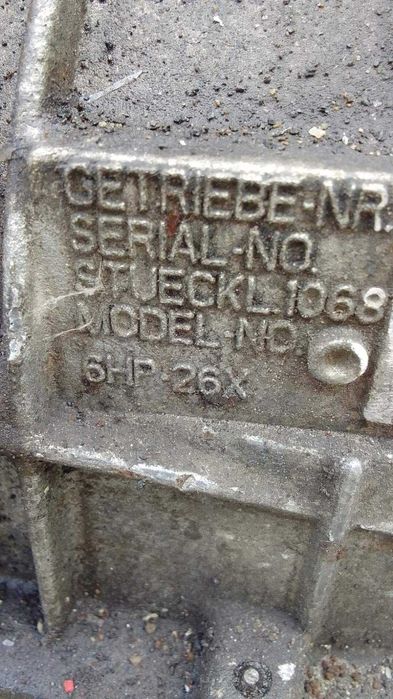 GETRIEBE-NR.
SERIAL-NO.
STUECKL.1068
MODEL-NO.
6HP-26X